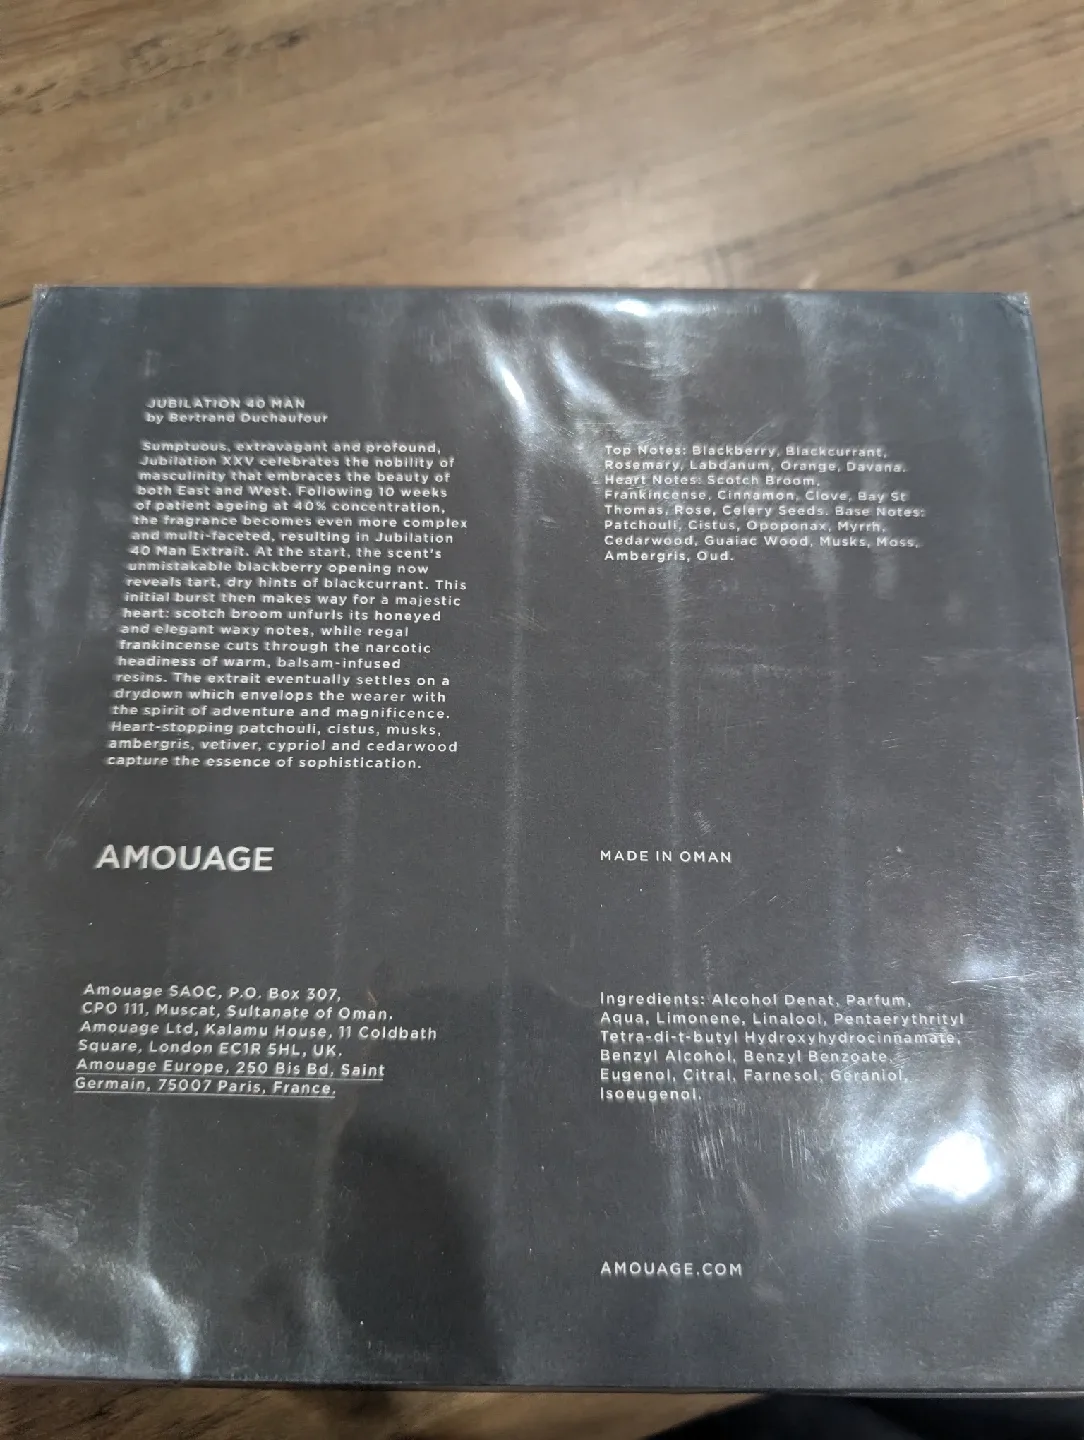 JUBILATION 40 MAN
by Bertrand Duchaufour
Sumptuous, extravagant and profound,
Jubilation XXV celebrates the nobility of
masculinity that embraces the beauty of
both East and West. Following 10 weeks
of patient ageing at 40% concentration,
the fragrance becomes even more complex
and multi-faceted, resulting in Jubilation
40 Man Extrait. At the start, the scent's
unmistakable blackberry opening now
reveals tart, dry hints of blackcurrant. This
initial burst then makes way for a majestic
heart: scotch broom unfurls its honeyed
and elegant waxy notes, while regal
frankincense cuts through the narcotic
headiness of warm, balsam-infused
resins. The extrait eventually settles on a
drydown which envelops the wearer with
the spirit of adventure and magnificence.
Heart-stopping patchouli, cistus, musks,
ambergris, vetiver, cypriol and cedarwood
capture the essence of sophistication.
Top Notes: Blackberry, Blackcurrant,
Rosemary, Labdanum, Orange, Davana.
Heart Notes: Scotch Broom,
Frankincense, Cinnamon, Clove, Bay St
Thomas, Rose, Celery Seeds. Base Notes:
Patchouli, Cistus, Opoponax, Myrrh,
Cedarwood, Guaiac Wood, Musks, Moss,
Ambergris, Oud.
AMOUAGE
MADE IN OMAN
Amouage SAOC, P.O. Box 307,
CPO 111, Muscat, Sultanate of Oman.
Amouage Ltd, Kalamu House, 11 Coldbath
Square, London EC1R 5HL, UK.
Amouage Europe, 250 Bis Bd, Saint
Germain, 75007 Paris, France.
Ingredients: Alcohol Denat, Parfum,
Aqua, Limonene, Linalool, Pentaerythrityl
Tetra-di-t-butyl Hydroxyhydrocinnamate,
Benzyl Alcohol, Benzyl Benzoate,
Eugenol, Citral, Farnesol, Geraniol,
Isoeugenol.
AMOUAGE.COM